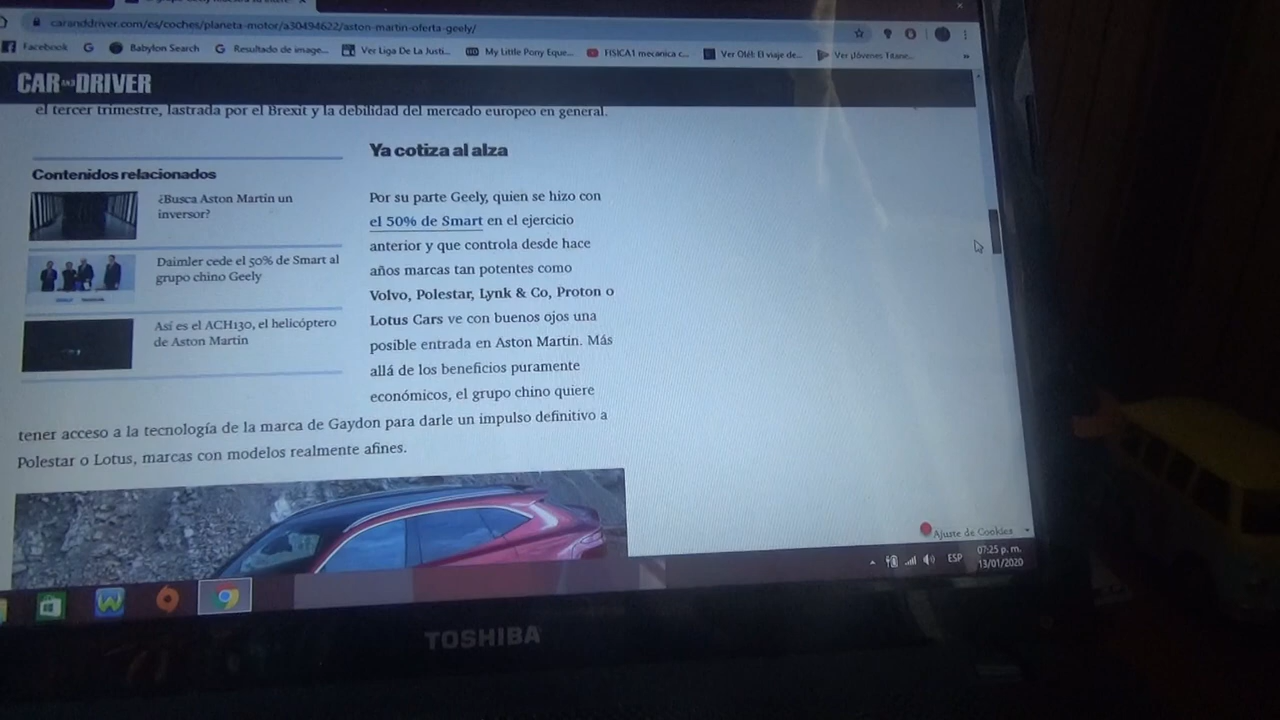 caranddriver.com/es/coches/planeta-motor/a30494622/aston-martin-oferta-geely/
Facebook G Babylon Search G Resultado de image... Ver Liga De La Justi... My Little Pony Eque... FISICA1 mecanica c... Ver Olé!: El viaje de... Ver ¡Jóvenes Titane... »
CAR AND DRIVER
el tercer trimestre, lastrada por el Brexit y la debilidad del mercado europeo en general.
Contenidos relacionados
¿Busca Aston Martin un
inversor?
Daimler cede el 50% de Smart al
grupo chino Geely
Así es el ACH130, el helicóptero
de Aston Martin
Ya cotiza al alza
Por su parte Geely, quien se hizo con
el 50% de Smart en el ejercicio
anterior y que controla desde hace
años marcas tan potentes como
Volvo, Polestar, Lynk & Co, Proton o
Lotus Cars ve con buenos ojos una
posible entrada en Aston Martin. Más
allá de los beneficios puramente
económicos, el grupo chino quiere
tener acceso a la tecnología de la marca de Gaydon para darle un impulso definitivo a
Polestar o Lotus, marcas con modelos realmente afines.
Ajuste de Cookies
ESP
07:25 p. m.
13/01/2020
TOSHIBA